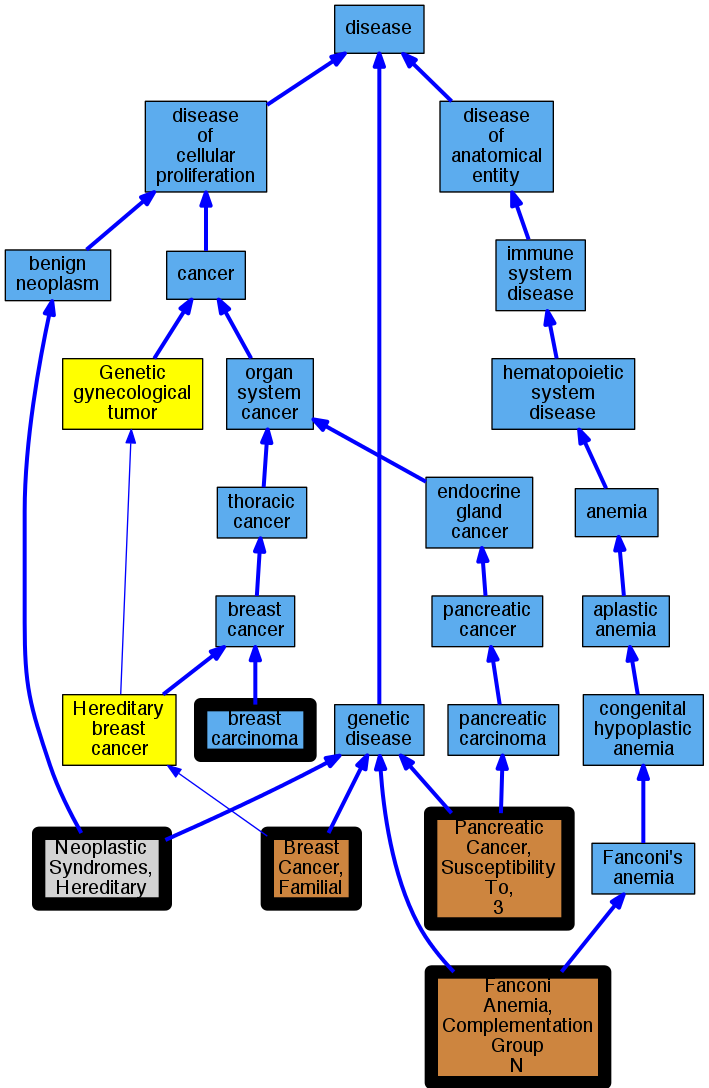 disease
disease
of
cellular
proliferation
disease
of
anatomical
entity
benign
neoplasm
cancer
immune
system
disease
Genetic
gynecological
tumor
organ
system
cancer
hematopoietic
system
disease
thoracic
cancer
endocrine
gland
cancer
anemia
breast
cancer
pancreatic
cancer
aplastic
anemia
Hereditary
breast
cancer
breast
carcinoma
genetic
disease
pancreatic
carcinoma
congenital
hypoplastic
anemia
Neoplastic
Syndromes,
Hereditary
Breast
Cancer,
Familial
Pancreatic
Cancer,
Susceptibility
To,
3
Fanconi's
anemia
Fanconi
Anemia,
Complementation
Group
N